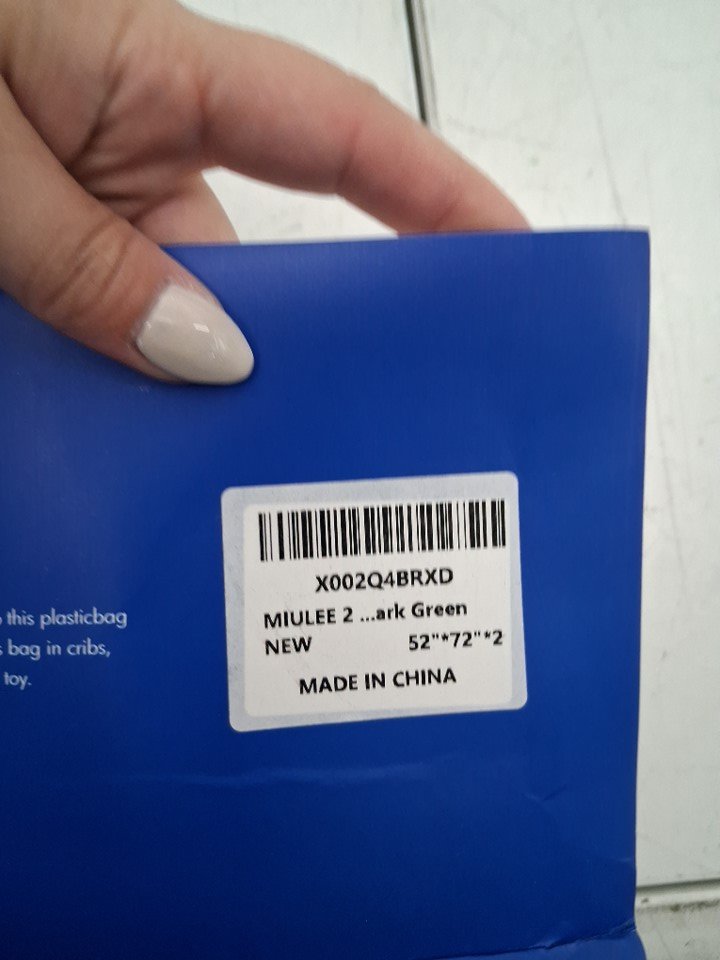 this plasticbag
bag in cribs,
toy.
X002Q4BRXD
MIULEE 2 ...ark Green
NEW 52"*72"*2
MADE IN CHINA